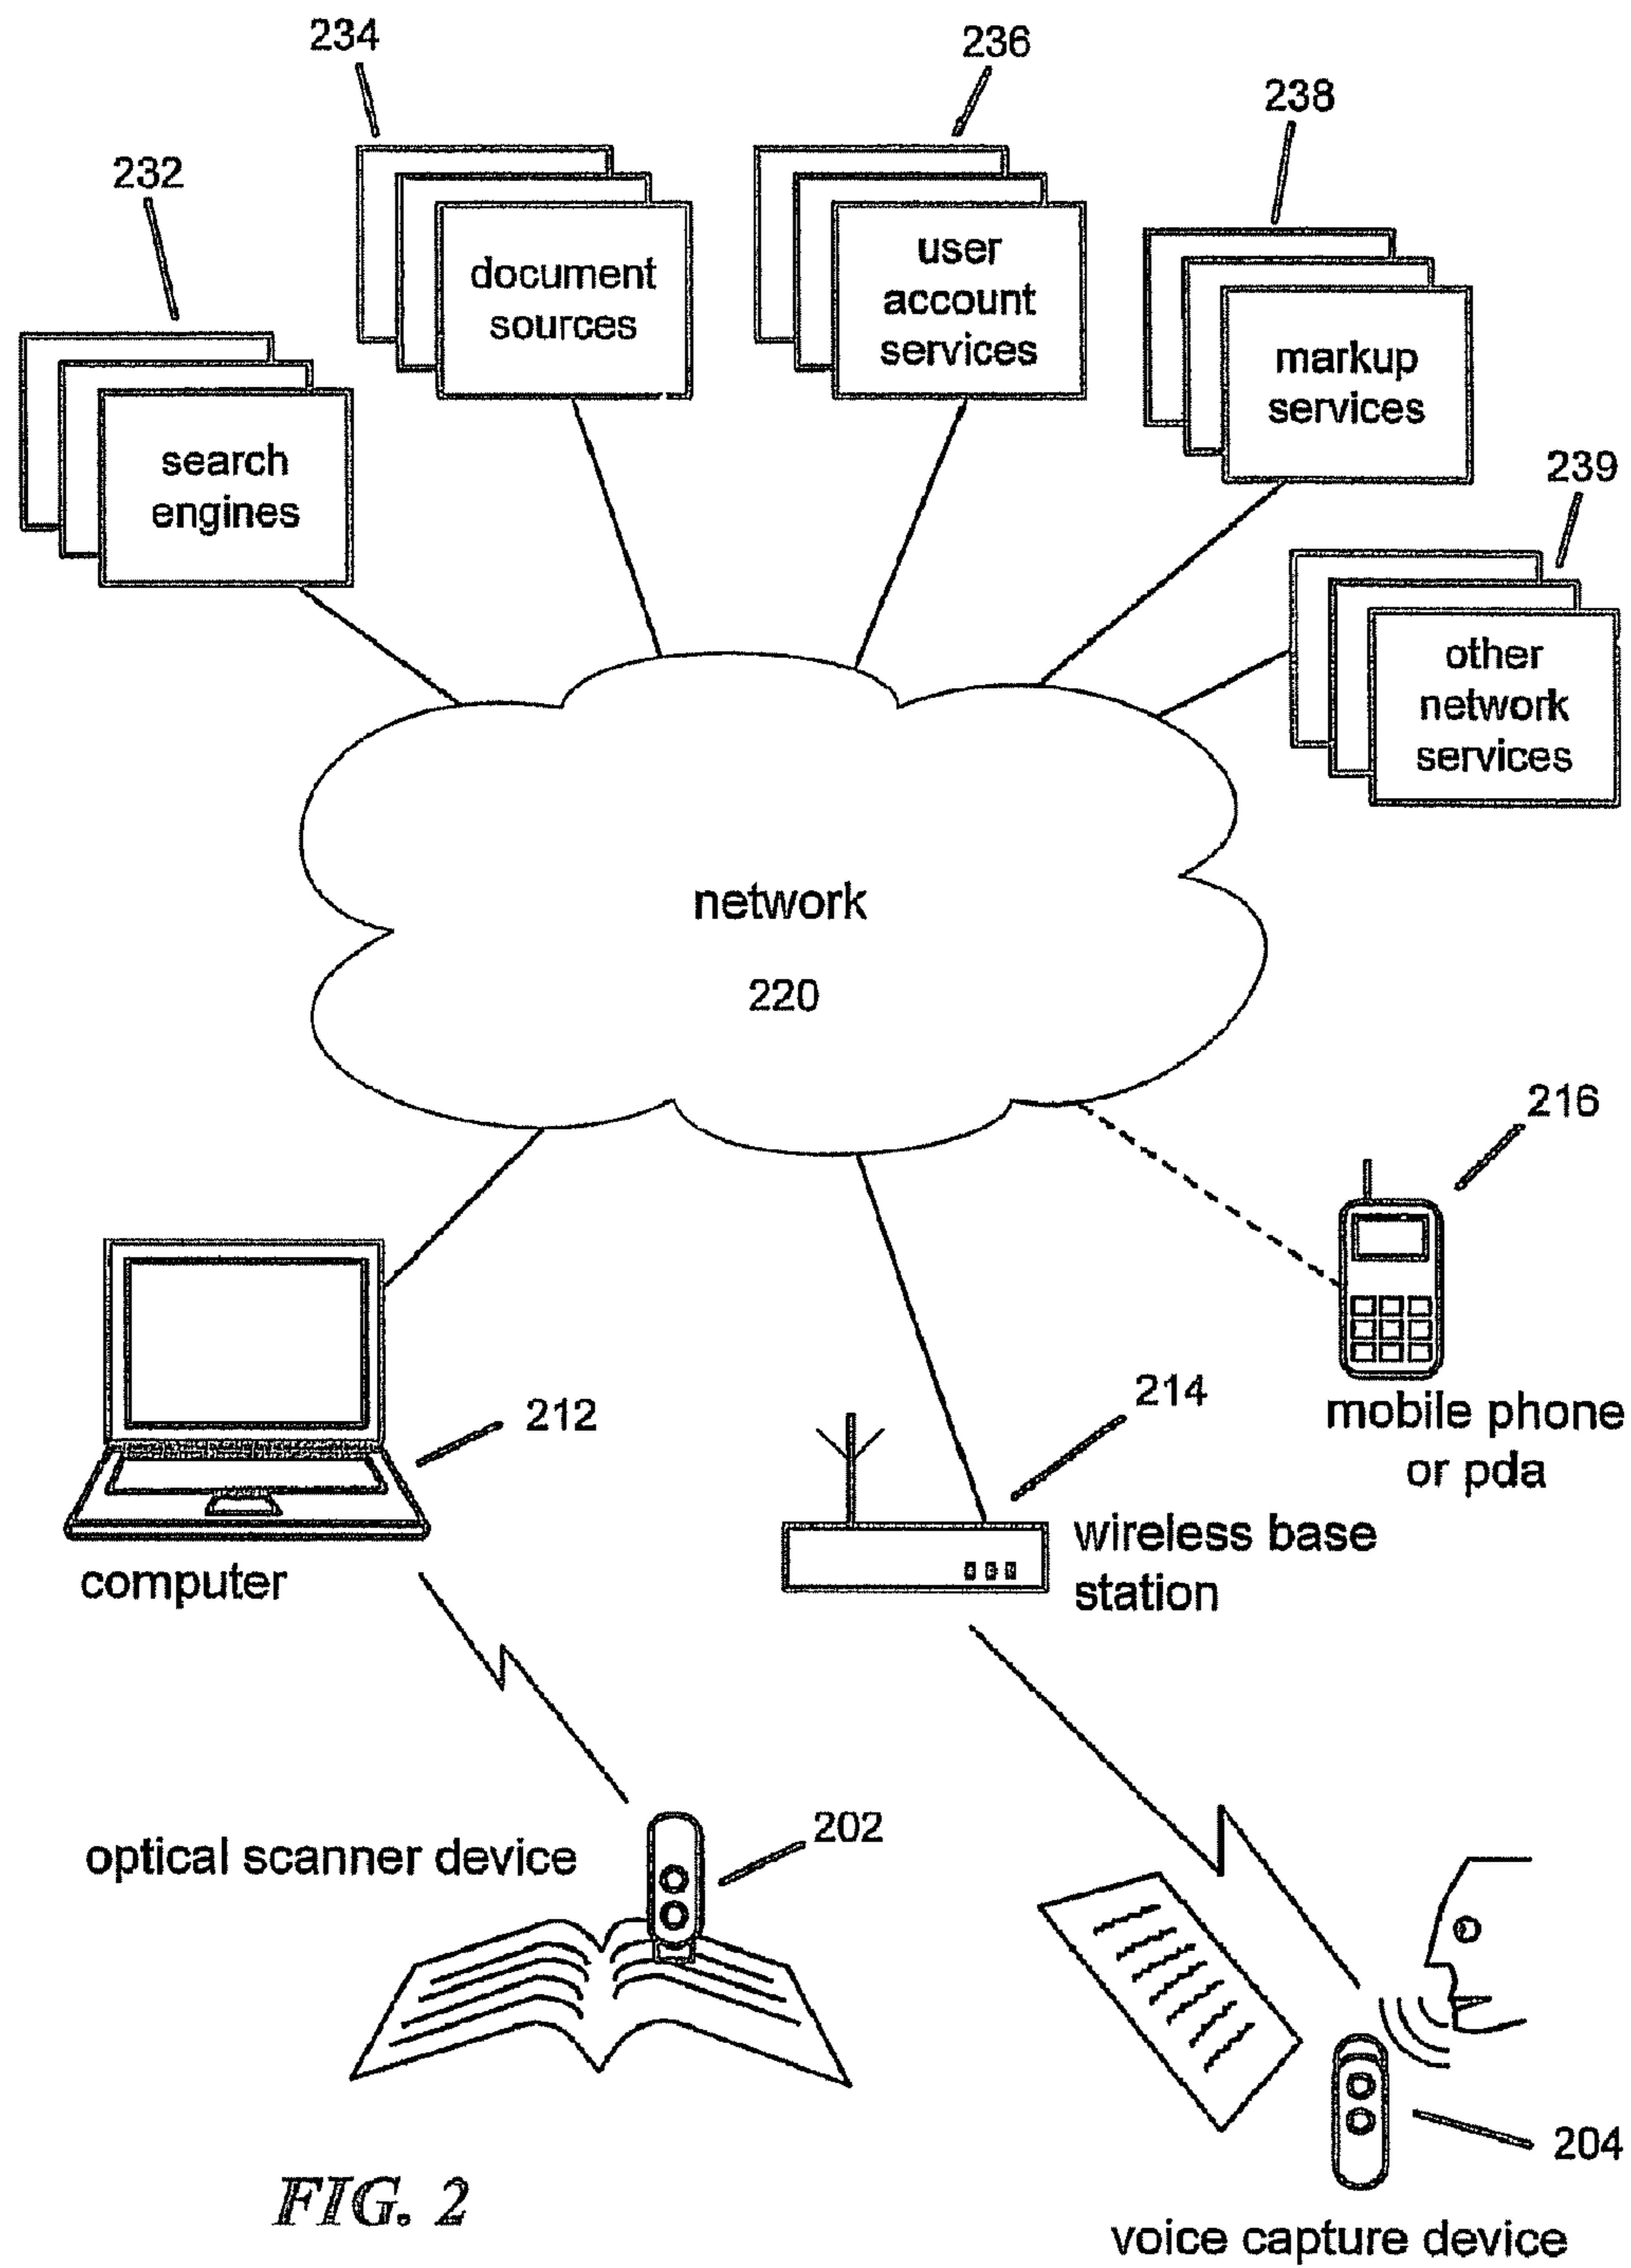 234
236
238
232
document
sources
user
account
services
markup
services
search
engines
239
other
network
services
network
220
216
212
214
mobile phone
or pda
wireless base
station
computer
optical scanner device
202
204
FIG. 2
voice capture device